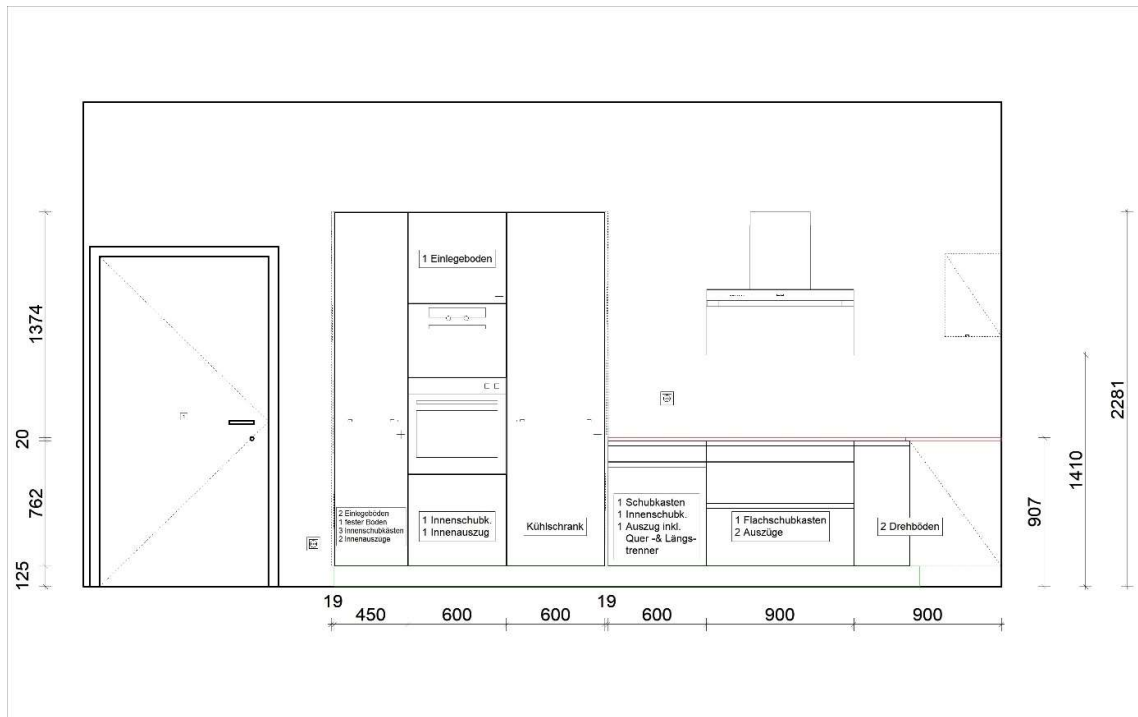 1 Einlegeboden
1374
2281
1410
20
762
907
125
2 Einlegeböden
1 fester Boden
3 Innenschubkästen
2 Innenauszüge
1 Innenschubk.
1 Innenauszug
Kühlschrank
1 Schubkasten
1 Innenschubk.
1 Auszug inkl.
Quer -& Längs-
trenner
1 Flachschubkasten
2 Auszüge
2 Drehböden
19
19
450
600
600
600
900
900